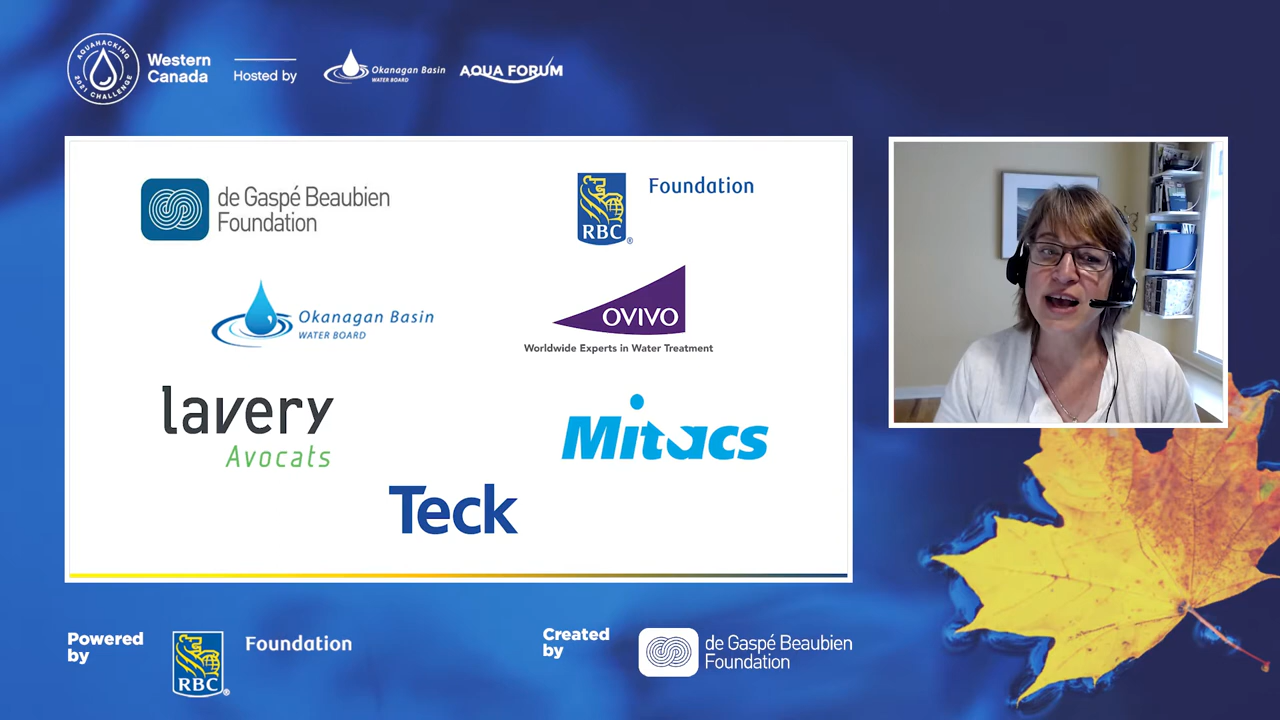 AQUAHACKING
2021 CHALLENGE
Western
Canada
Hosted by
Okanagan Basin
WATER BOARD
AQUA FORUM
de Gaspé Beaubien
Foundation
RBC
®
Foundation
Okanagan Basin
WATER BOARD
OVIVO
Worldwide Experts in Water Treatment
lavery
Avocats
Mitacs
Teck
Powered
by
RBC
®
Foundation
Created
by
de Gaspé Beaubien
Foundation